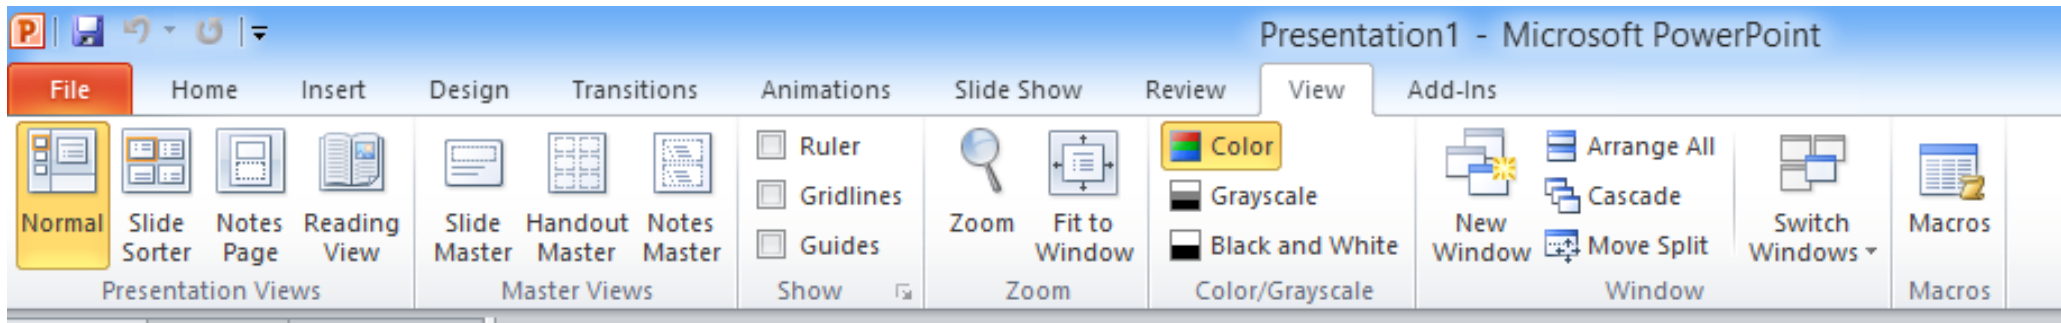 Presentation1 - Microsoft PowerPoint
File Home Insert Design Transitions Animations Slide Show Review View Add-Ins
Ruler Color Arrange All
Gridlines Grayscale Cascade
Normal Slide Notes Reading Slide Handout Notes Zoom Fit to New Switch Macros
Sorter Page View Master Master Master Guides Window Black and White Window Move Split Windows
Presentation Views Master Views Show Zoom Color/Grayscale Window Macros